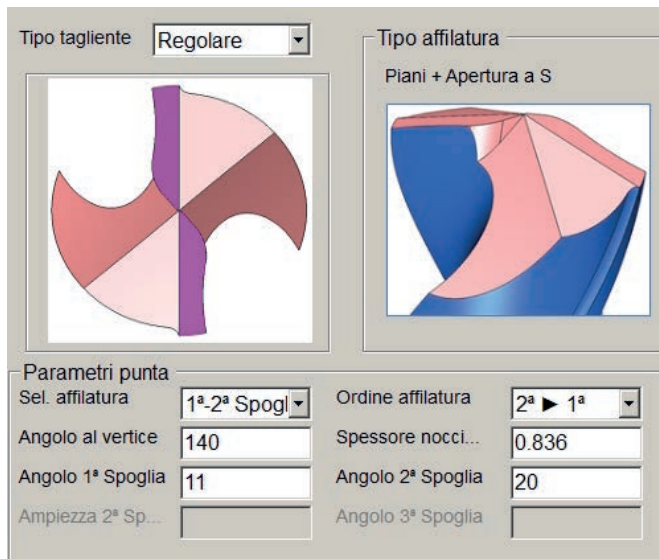 Tipo tagliente Regolare
Tipo affilatura
Piani + Apertura a S
Parametri punta
Sel. affilatura 1ª-2ª Spogl Ordine affilatura 2ª ► 1ª
Angolo al vertice 140 Spessore nocci... 0.836
Angolo 1ª Spoglia 11 Angolo 2ª Spoglia 20
Ampiezza 2ª Sp... Angolo 3ª Spoglia